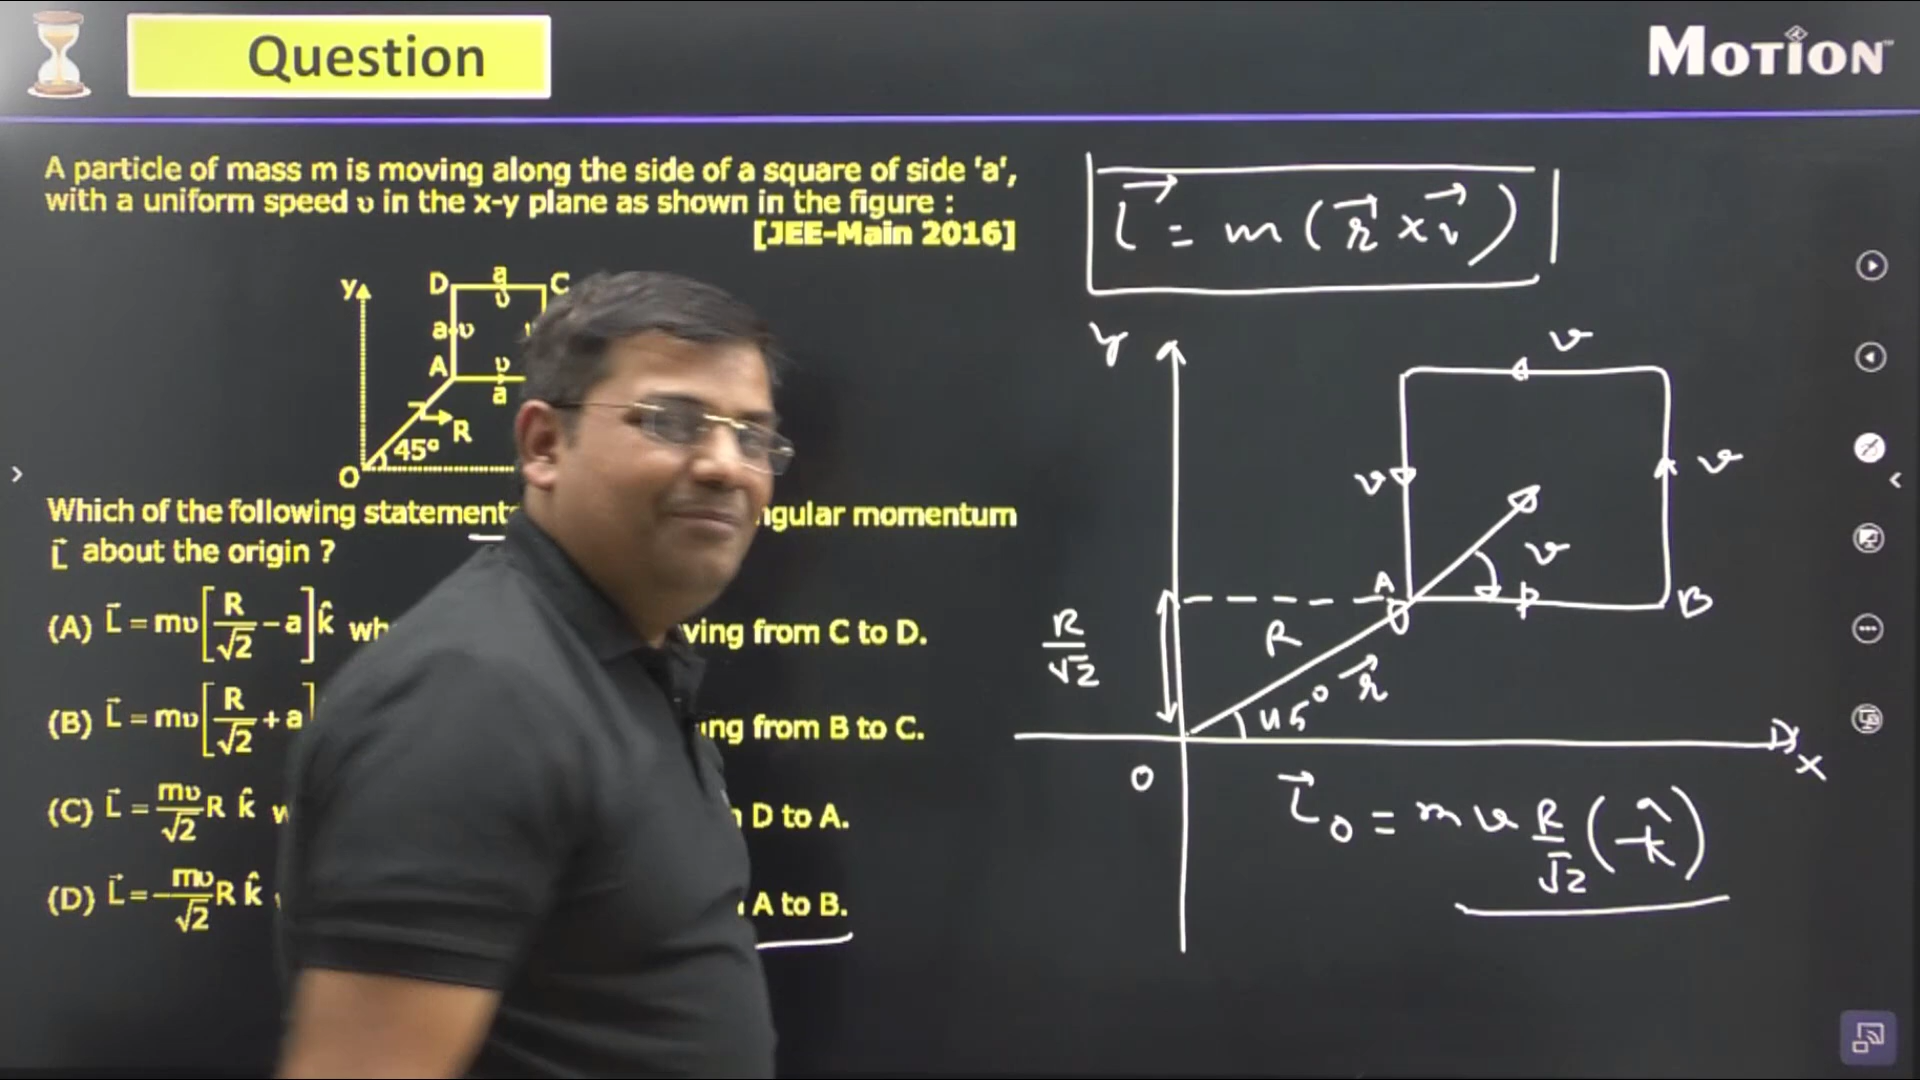 Question
MOTION
A particle of mass m is moving along the side of a square of side 'a',
with a uniform speed υ in the x-y plane as shown in the figure :
[JEE-Main 2016]
y D a C
υ
a υ
A υ
a
R
45°
O
Which of the following statement ngular momentum
L⃗ about the origin ?
(A) L⃗ = mυ[R/√2 − a]k̂ wh ving from C to D.
(B) L⃗ = mυ[R/√2 + a] ing from B to C.
(C) L⃗ = mυ/√2 R k̂ w D to A.
(D) L⃗ = − mυ/√2 R k̂ A to B.
L⃗ = m (r⃗ × v⃗)
y
v
v
v
v
A
B
R
R/√2
45°
r⃗
x
O
L⃗₀ = m v R/√2 (−k̂)